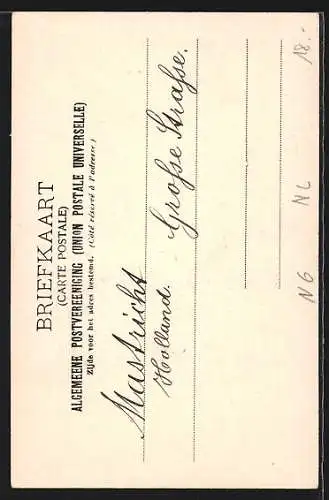 BRIEFKAART
(CARTE POSTALE)
ALGEMEENE POSTVEREENIGING (UNION POSTALE UNIVERSELLE)
Zijde voor het adres bestemd. (Côté réservé à l'adresse)
Mastricht
Holland. Große Straße.
NG NL 18.-